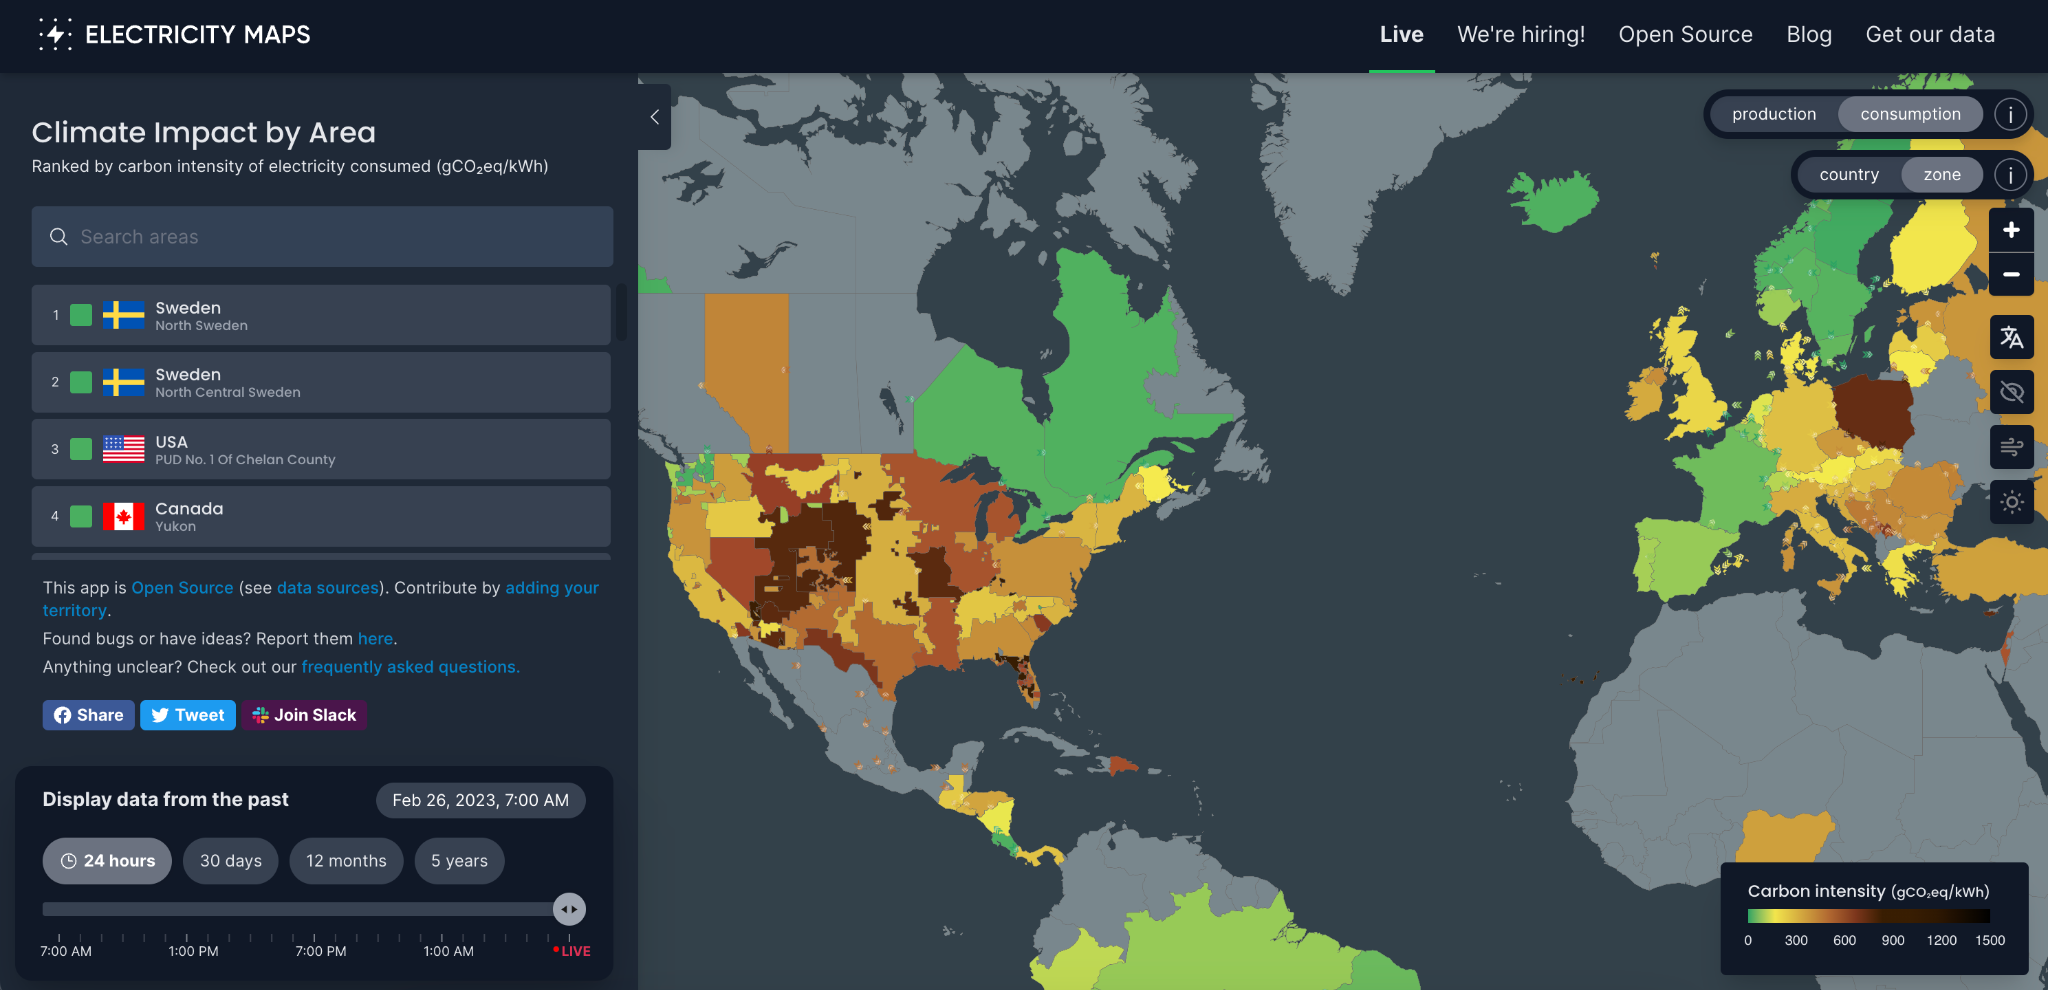 ELECTRICITY MAPS
Live
We're hiring!
Open Source
Blog
Get our data
Climate Impact by Area
Ranked by carbon intensity of electricity consumed (gCO₂eq/kWh)
Search areas
1
Sweden
North Sweden
2
Sweden
North Central Sweden
3
USA
PUD No. 1 Of Chelan County
4
Canada
Yukon
This app is Open Source (see data sources). Contribute by adding your
territory.
Found bugs or have ideas? Report them here.
Anything unclear? Check out our frequently asked questions.
Share
Tweet
Join Slack
Display data from the past
Feb 26, 2023, 7:00 AM
24 hours
30 days
12 months
5 years
7:00 AM
1:00 PM
7:00 PM
1:00 AM
LIVE
production
consumption
i
country
zone
i
Carbon intensity (gCO₂eq/kWh)
0 300 600 900 1200 1500